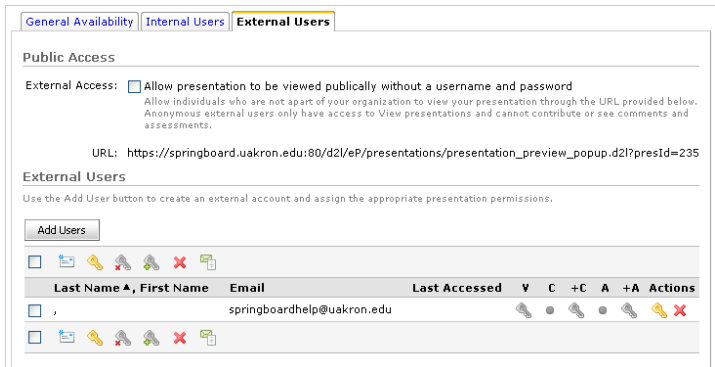 General Availability Internal Users External Users
Public Access
External Access: Allow presentation to be viewed publically without a username and password
Allow individuals who are not apart of your organization to view your presentation through the URL provided below.
Anonymous external users only have access to View presentations and cannot contribute or see comments and
assessments.
URL: https://springboard.uakron.edu:80/d2l/eP/presentations/presentation_preview_popup.d2l?presId=235
External Users
Use the Add User button to create an external account and assign the appropriate presentation permissions.
Add Users
Last Name ▲, First Name Email Last Accessed V C +C A +A Actions
, springboardhelp@uakron.edu